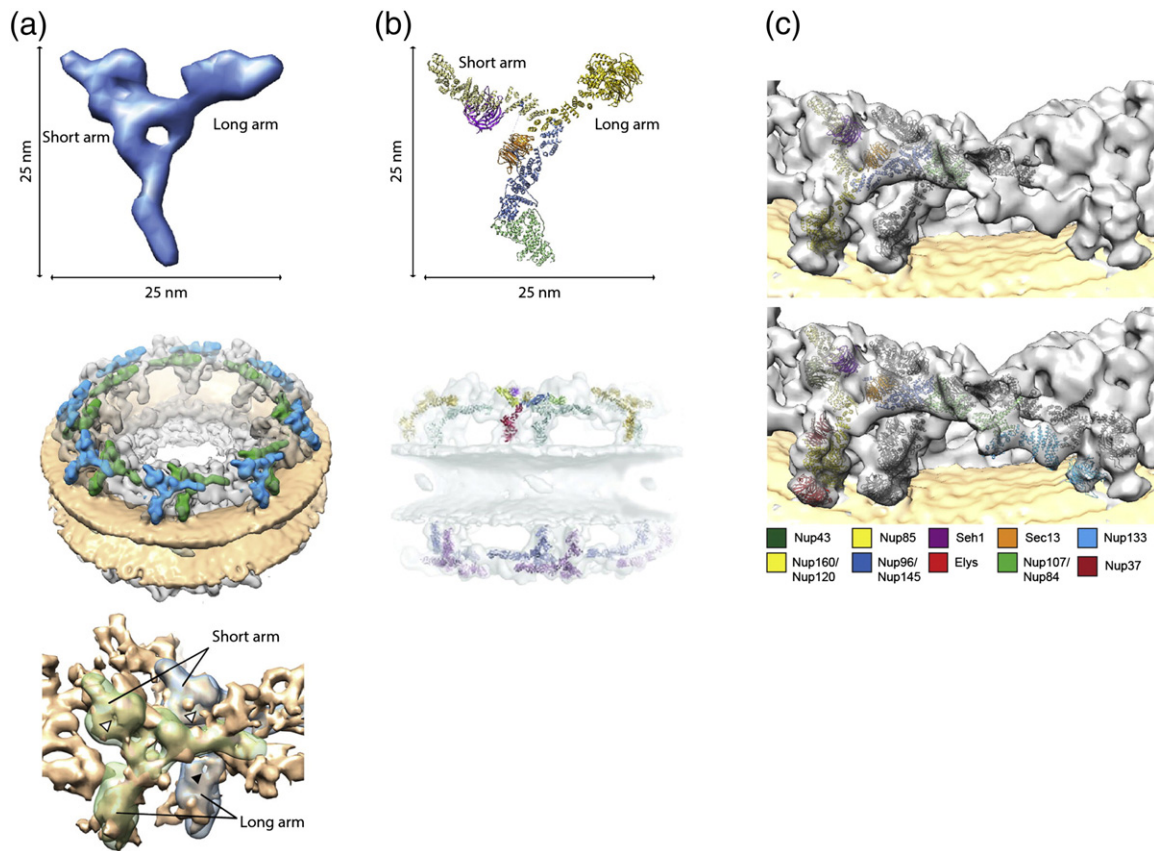 (a)
(b)
(c)
Short arm
Long arm
25 nm
25 nm
Short arm
Long arm
25 nm
25 nm
Short arm
Long arm
Nup43
Nup85
Seh1
Sec13
Nup133
Nup160/
Nup120
Nup96/
Nup145
Elys
Nup107/
Nup84
Nup37